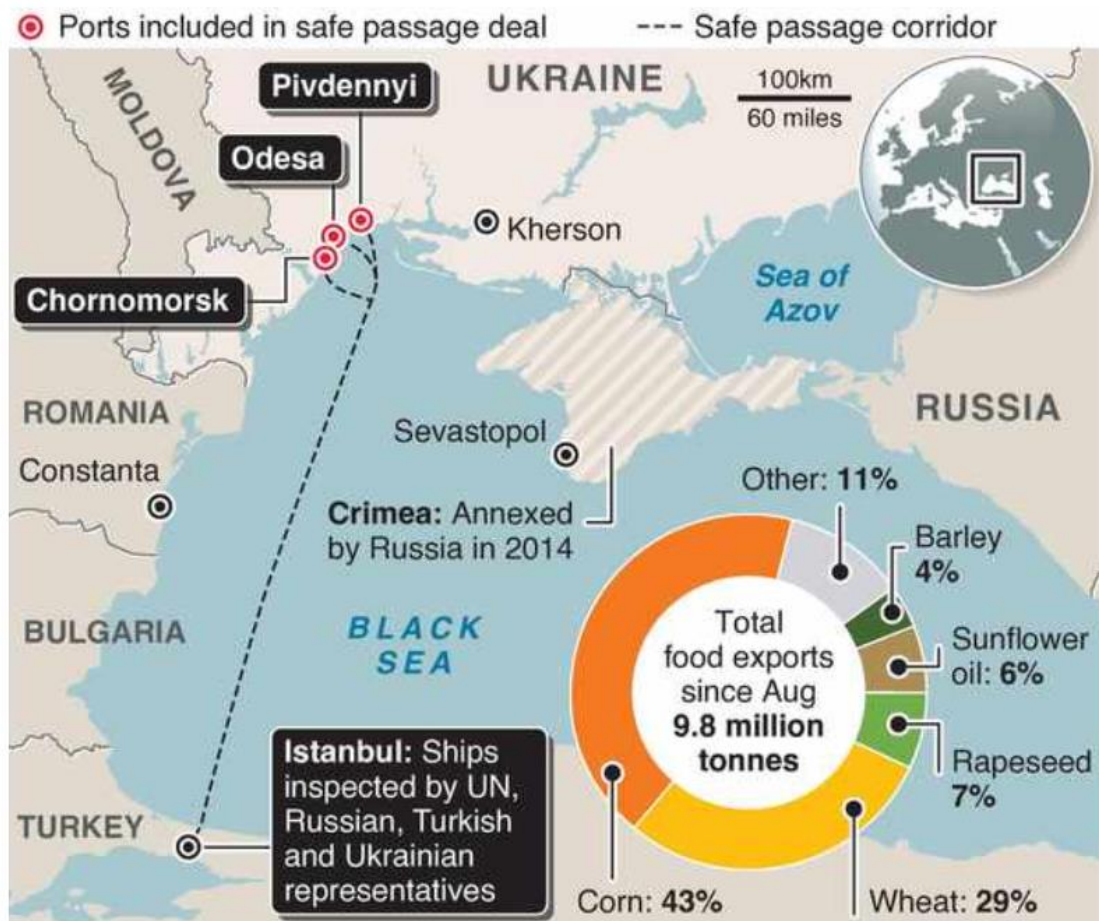 Ports included in safe passage deal
Safe passage corridor
MOLDOVA
Pivdennyi
UKRAINE
100km
60 miles
Odesa
Kherson
Chornomorsk
Sea of
Azov
ROMANIA
RUSSIA
Constanta
Sevastopol
Crimea: Annexed
by Russia in 2014
BULGARIA
BLACK
SEA
Other: 11%
Barley
4%
Sunflower
oil: 6%
Rapeseed
7%
Total
food exports
since Aug
9.8 million
tonnes
Corn: 43%
Wheat: 29%
TURKEY
Istanbul: Ships
inspected by UN,
Russian, Turkish
and Ukrainian
representatives